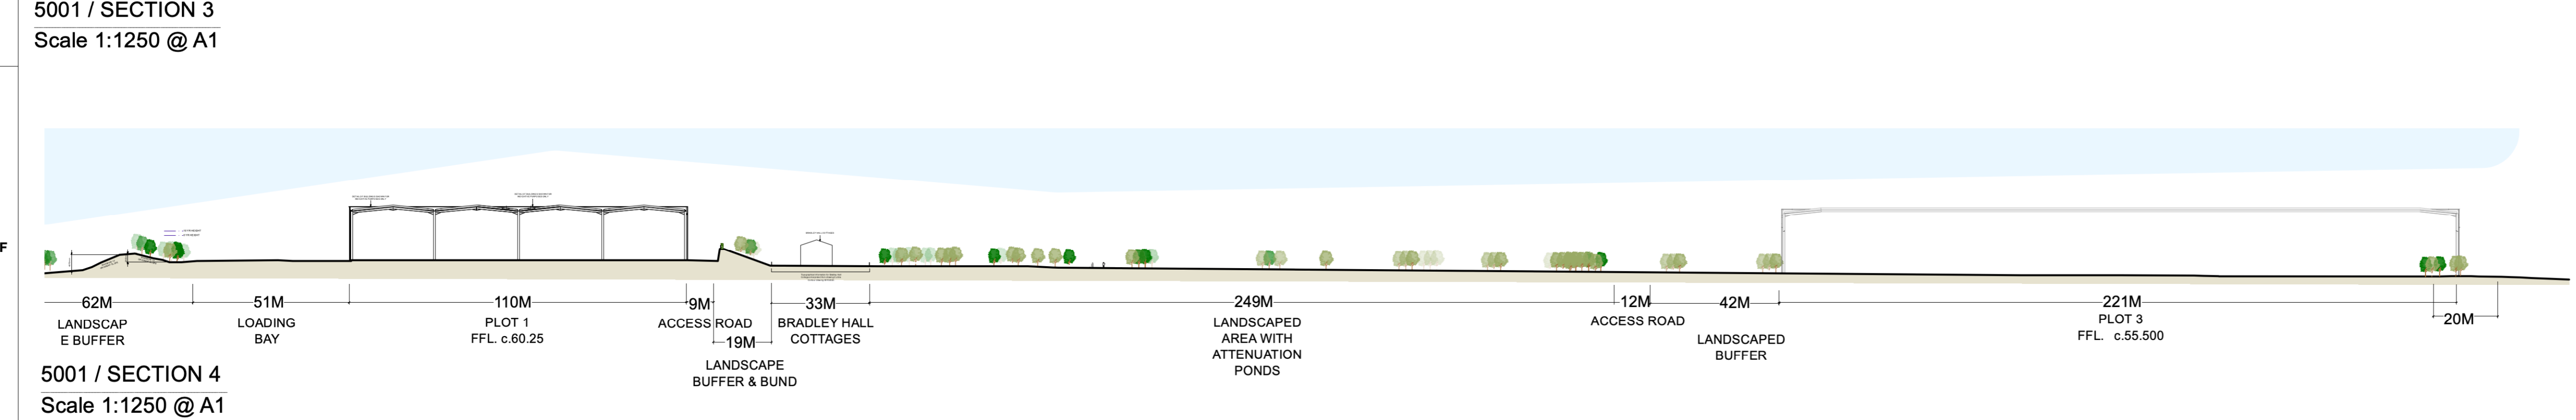 5001 / SECTION 3
Scale 1:1250 @ A1
F
62M
51M
110M
9M
33M
249M
12M
42M
221M
LANDSCAP
E BUFFER
LOADING
BAY
PLOT 1
FFL. c.60.25
ACCESS ROAD
19M
LANDSCAPE
BUFFER & BUND
BRADLEY HALL
COTTAGES
LANDSCAPED
AREA WITH
ATTENUATION
PONDS
ACCESS ROAD
LANDSCAPED
BUFFER
PLOT 3
FFL. c.55.500
20M
5001 / SECTION 4
Scale 1:1250 @ A1